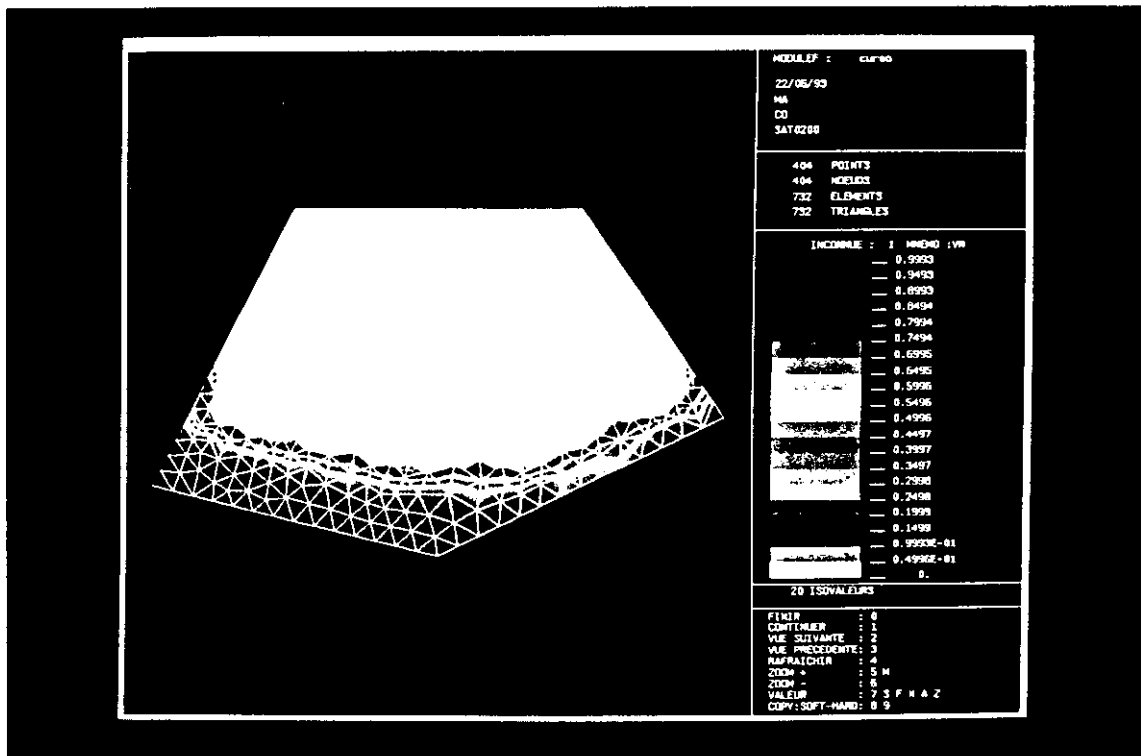 MODULEF : curso
22/06/93
MA
CO
SAT0200
404 POINTS
404 NOEUDS
732 ELEMENTS
732 TRIANGLES
INCONNUE : 1 MNEMO :VM
0.9993
0.9493
0.8993
0.8494
0.7994
0.7494
0.6995
0.6495
0.5996
0.5496
0.4996
0.4497
0.3997
0.3497
0.2998
0.2498
0.1999
0.1499
0.9993E-01
0.4996E-01
0.
20 ISOVALEURS
FINIR : 0
CONTINUER : 1
VUE SUIVANTE : 2
VUE PRECEDENTE: 3
RAFRAICHIR : 4
ZOOM + : 5 M
ZOOM - : 6
VALEUR : 7 S F N A Z
COPY:SOFT-HARD: 8 9